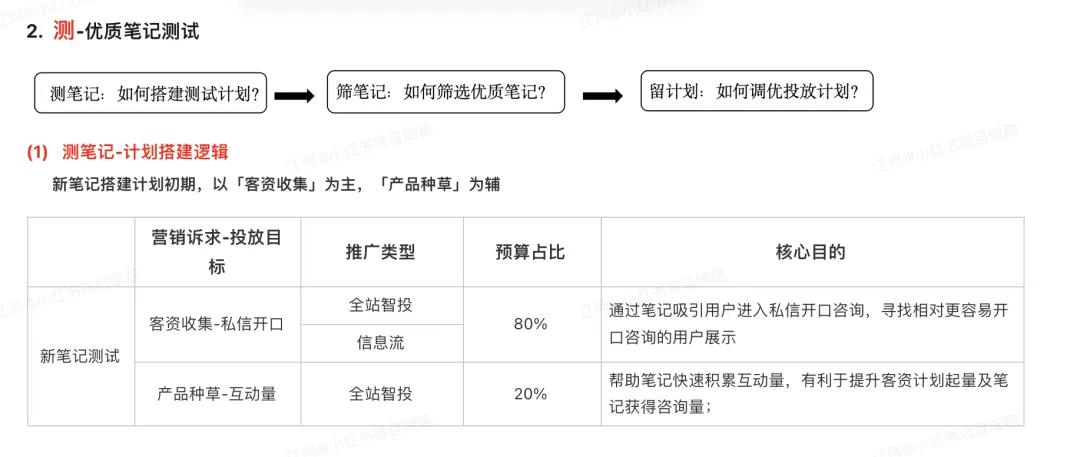 2. 测-优质笔记测试
测笔记：如何搭建测试计划？
筛笔记：如何筛选优质笔记？
留计划：如何调优投放计划？
(1) 测笔记-计划搭建逻辑
新笔记搭建计划初期，以「客资收集」为主，「产品种草」为辅
营销诉求-投放目
标
推广类型
预算占比
核心目的
新笔记测试
客资收集-私信开口
全站智投
信息流
80%
通过笔记吸引用户进入私信开口咨询，寻找相对更容易开
口咨询的用户展示
产品种草-互动量
全站智投
20%
帮助笔记快速积累互动量，有利于提升客资计划起量及笔
记获得咨询量；